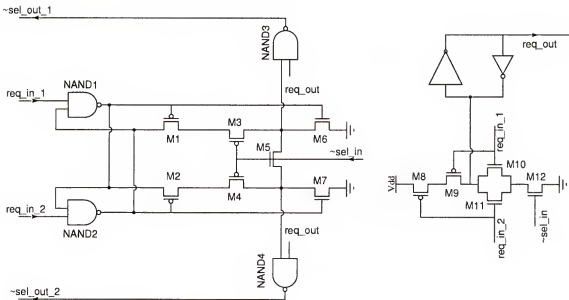 ~sel_out_1
NAND3
req_out
NAND1
req_in_1
M1
M3
M6
M5
~sel_in
M2
M4
M7
req_in_2
NAND2
req_out
NAND4
~sel_out_2
req_out
req_in_1
M10
M8
M9
M12
Vdd
M11
req_in_2
~sel_in